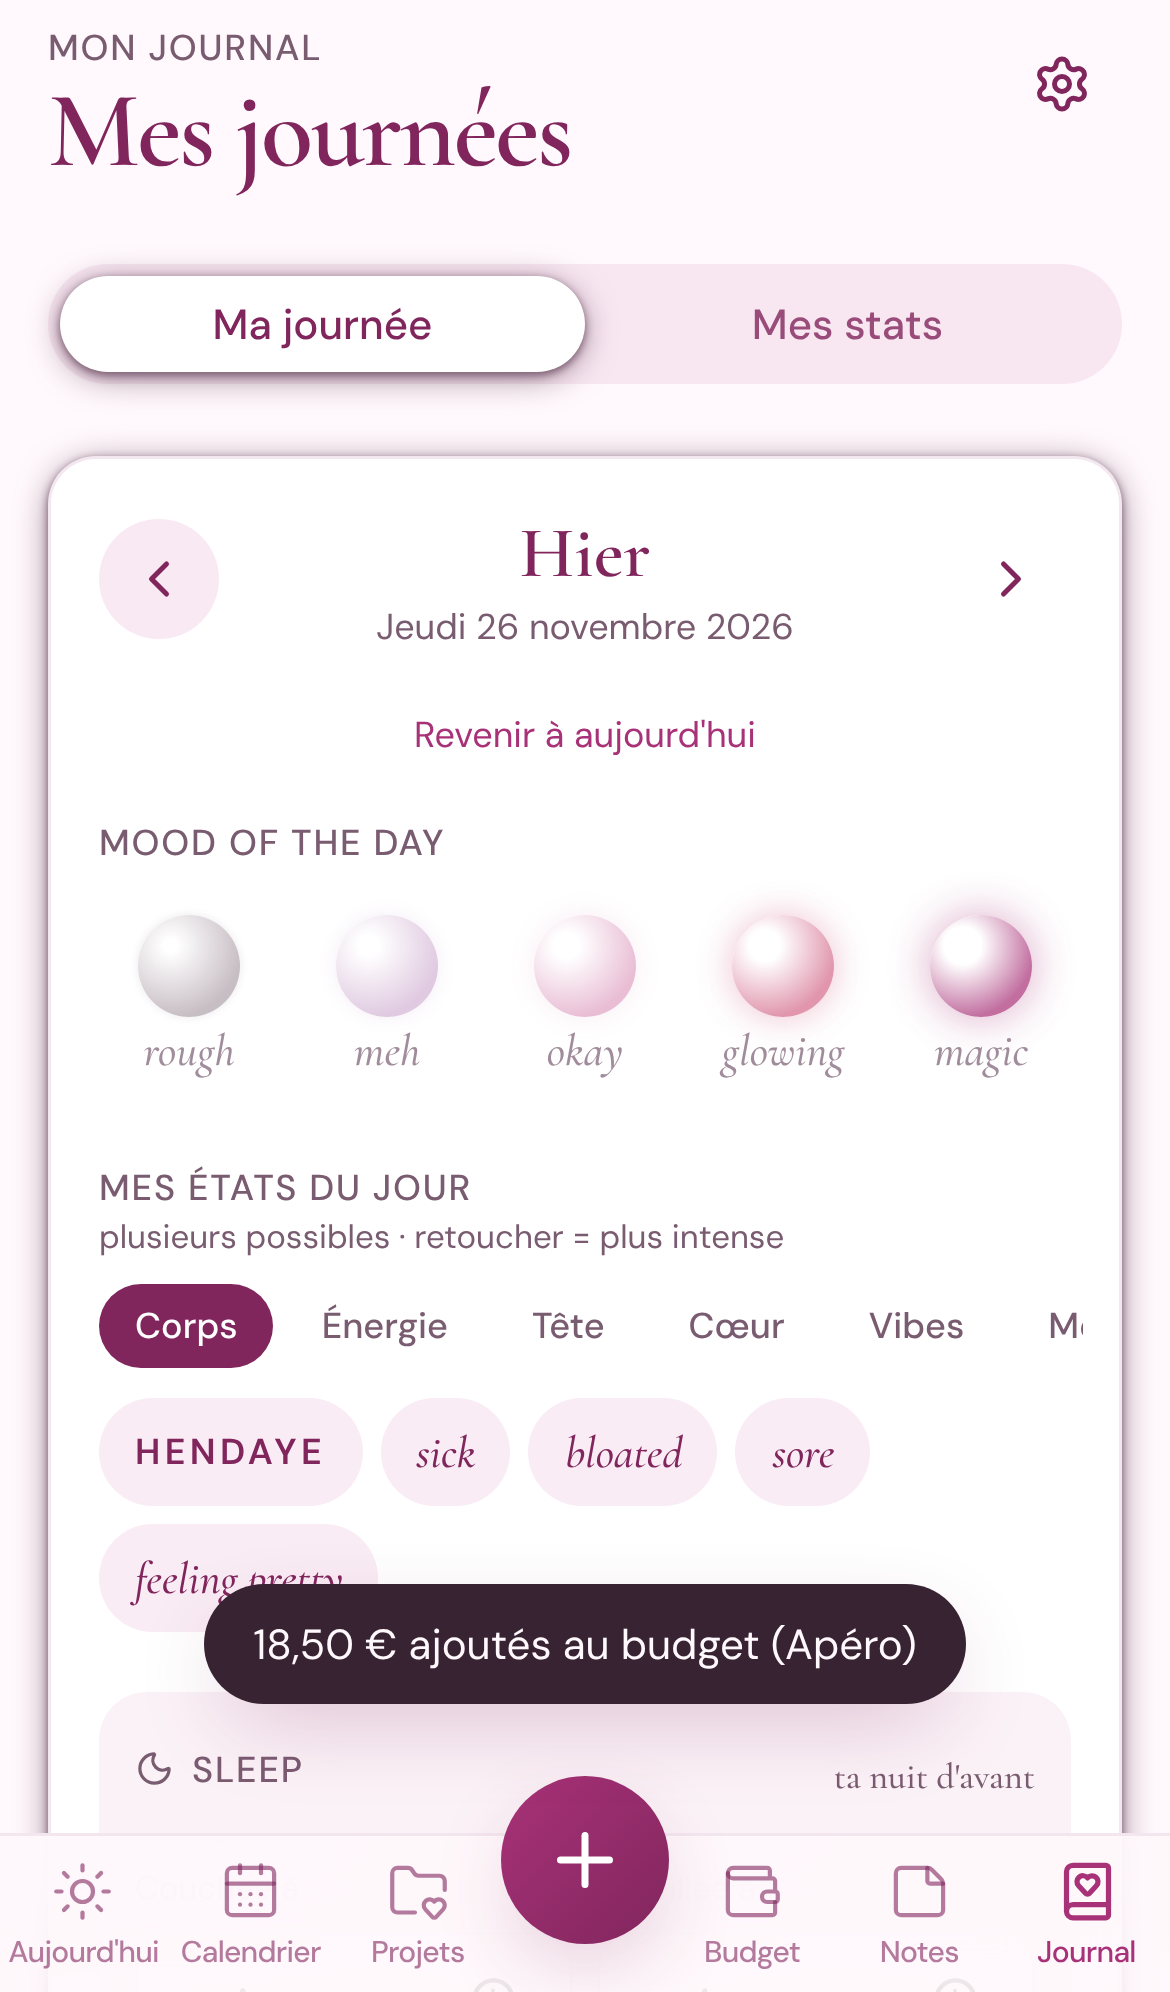 MON JOURNAL
Mes journées
Ma journée
Mes stats
Hier
Jeudi 26 novembre 2026
Revenir à aujourd'hui
MOOD OF THE DAY
rough meh okay glowing magic
MES ÉTATS DU JOUR
plusieurs possibles · retoucher = plus intense
Corps Énergie Tête Cœur Vibes
HENDAYE sick bloated sore
feeling pretty
18,50 € ajoutés au budget (Apéro)
SLEEP ta nuit d'avant
Aujourd'hui Calendrier Projets Budget Notes Journal